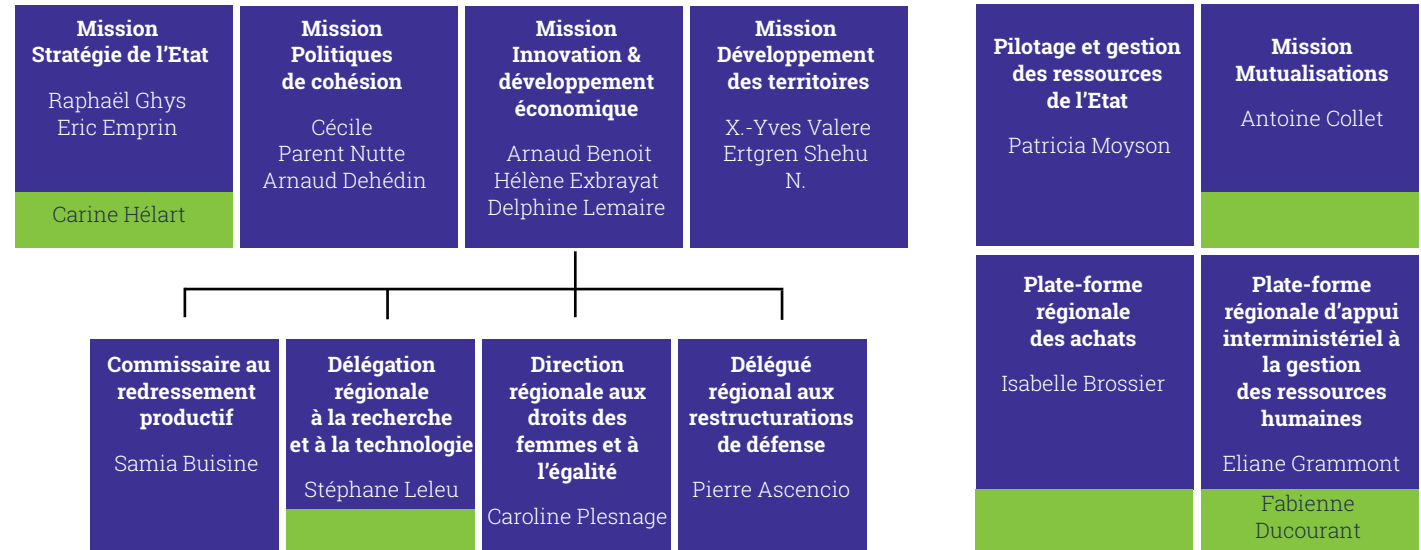 Mission
Stratégie de l'Etat
Raphaël Ghys
Eric Emprin
Carine Hélart
Mission
Politiques
de cohésion
Cécile
Parent Nutte
Arnaud Dehédin
Mission
Innovation &
développement
économique
Arnaud Benoit
Hélène Exbrayat
Delphine Lemaire
Mission
Développement
des territoires
X.-Yves Valere
Ertgren Shehu
N.
Pilotage et gestion
des ressources
de l'Etat
Patricia Moyson
Mission
Mutualisations
Antoine Collet
Commissaire au
redressement
productif
Samia Buisine
Délégation
régionale
à la recherche
et à la technologie
Stéphane Leleu
Direction
régionale aux
droits des
femmes et à
l'égalité
Caroline Plesnage
Délégué
régional aux
restructurations
de défense
Pierre Ascencio
Plate-forme
régionale
des achats
Isabelle Brossier
Plate-forme
régionale d'appui
interministériel à
la gestion
des ressources
humaines
Eliane Grammont
Fabienne
Ducourant